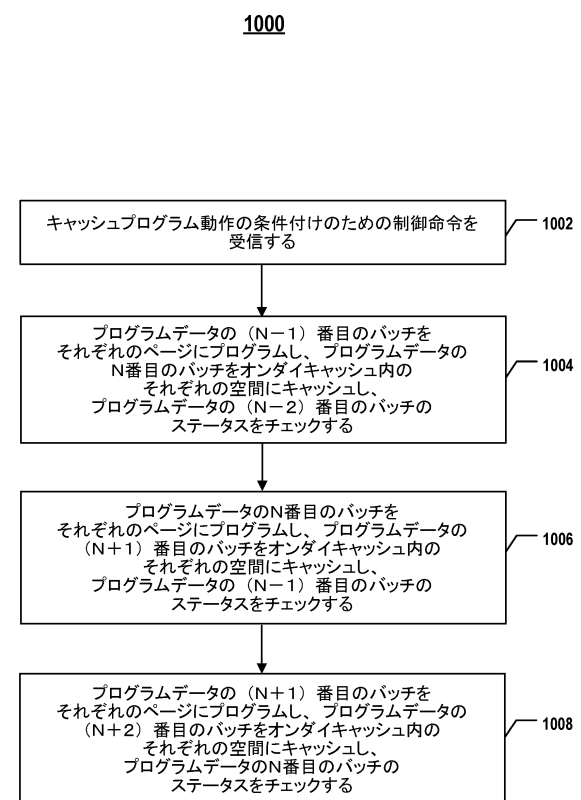 1000
キャッシュプログラム動作の条件付けのための制御命令を
受信する
1002
プログラムデータの（N－1）番目のバッチを
それぞれのページにプログラムし、プログラムデータの
N番目のバッチをオンダイキャッシュ内の
それぞれの空間にキャッシュし、
プログラムデータの（N－2）番目のバッチの
ステータスをチェックする
1004
プログラムデータのN番目のバッチを
それぞれのページにプログラムし、プログラムデータの
（N＋1）番目のバッチをオンダイキャッシュ内の
それぞれの空間にキャッシュし、
プログラムデータの（N－1）番目のバッチの
ステータスをチェックする
1006
プログラムデータの（N＋1）番目のバッチを
それぞれのページにプログラムし、プログラムデータの
（N＋2）番目のバッチをオンダイキャッシュ内の
それぞれの空間にキャッシュし、
プログラムデータのN番目のバッチの
ステータスをチェックする
1008